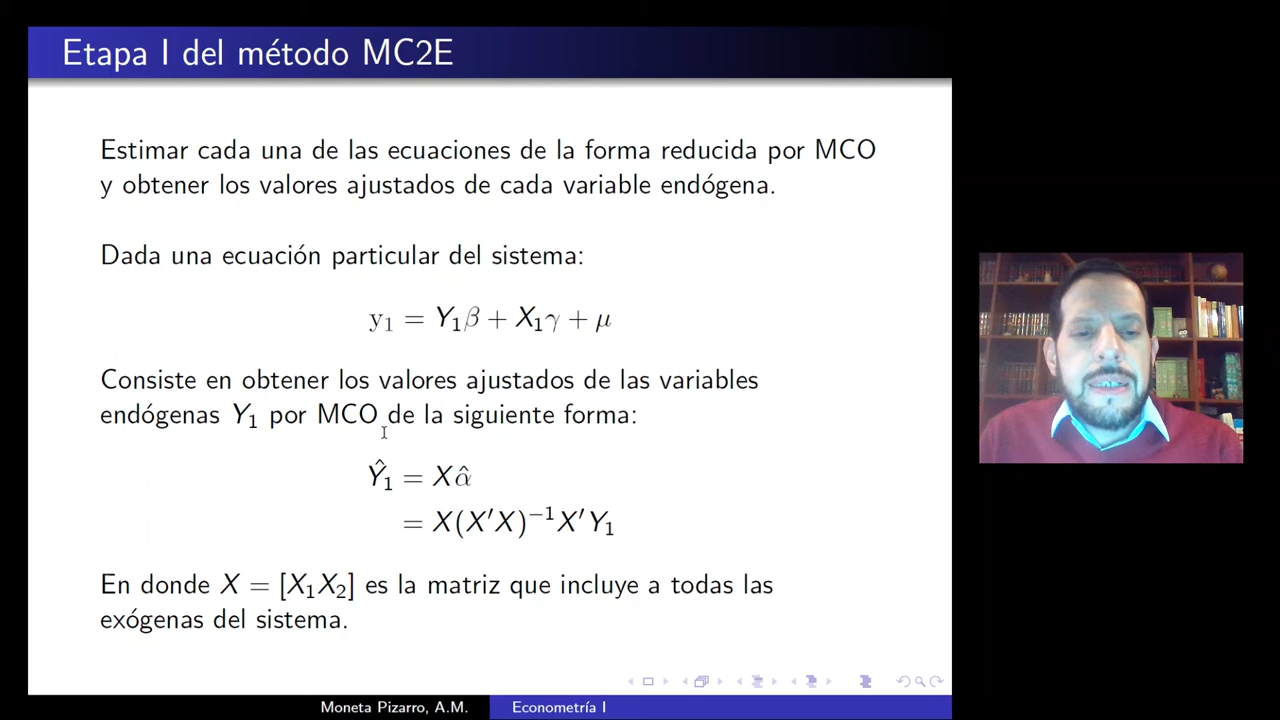 Etapa I del método MC2E
Estimar cada una de las ecuaciones de la forma reducida por MCO
y obtener los valores ajustados de cada variable endógena.
Dada una ecuación particular del sistema:
y₁ = Y₁β + X₁γ + μ
Consiste en obtener los valores ajustados de las variables
endógenas Y₁ por MCO de la siguiente forma:
Ŷ₁ = Xα̂
= X(X′X)⁻¹X′Y₁
En donde X = [X₁X₂] es la matriz que incluye a todas las
exógenas del sistema.
Moneta Pizarro, A.M. Econometría I